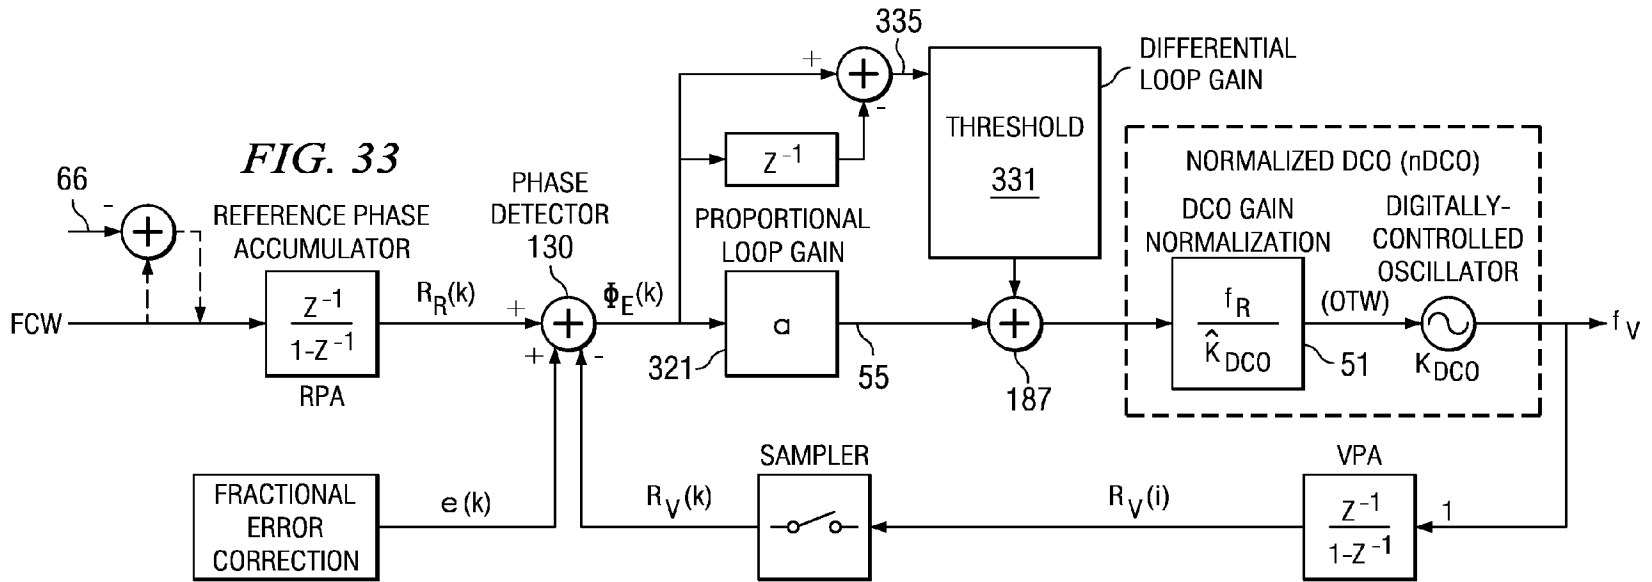 335
DIFFERENTIAL
LOOP GAIN
+
+
-
THRESHOLD
331
Z⁻¹
FIG. 33
66
-
+
REFERENCE PHASE
ACCUMULATOR
PHASE
DETECTOR
130
PROPORTIONAL
LOOP GAIN
NORMALIZED DCO (nDCO)
DCO GAIN
NORMALIZATION
DIGITALLY-
CONTROLLED
OSCILLATOR
FCW
Z⁻¹
1-Z⁻¹
RPA
R_R(k)
+
+
+
-
Φ_E(k)
a
321
55
+
187
f_R
K̂_DCO
51
(OTW)
K_DCO
f_V
SAMPLER
VPA
FRACTIONAL
ERROR
CORRECTION
e(k)
R_V(k)
R_V(i)
Z⁻¹
1-Z⁻¹
1